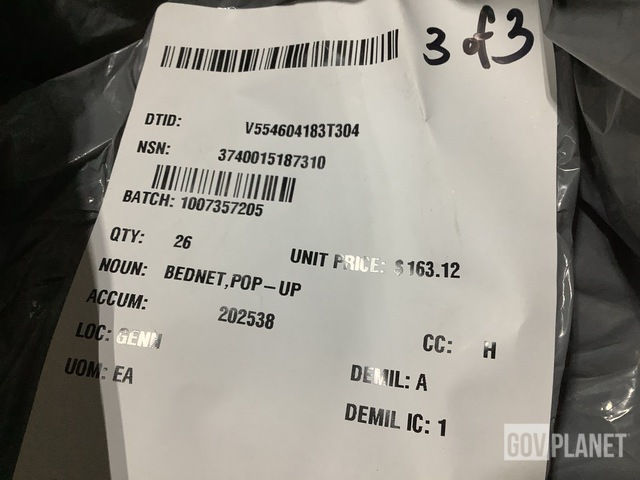 3 of 3
DTID: V554604183T304
NSN: 3740015187310
BATCH: 1007357205
QTY: 26 UNIT PRICE: $163.12
NOUN: BEDNET,POP-UP
ACCUM: 202538
LOC: GENN CC: H
UOM: EA DEMIL: A
DEMIL IC: 1
GOVPLANET